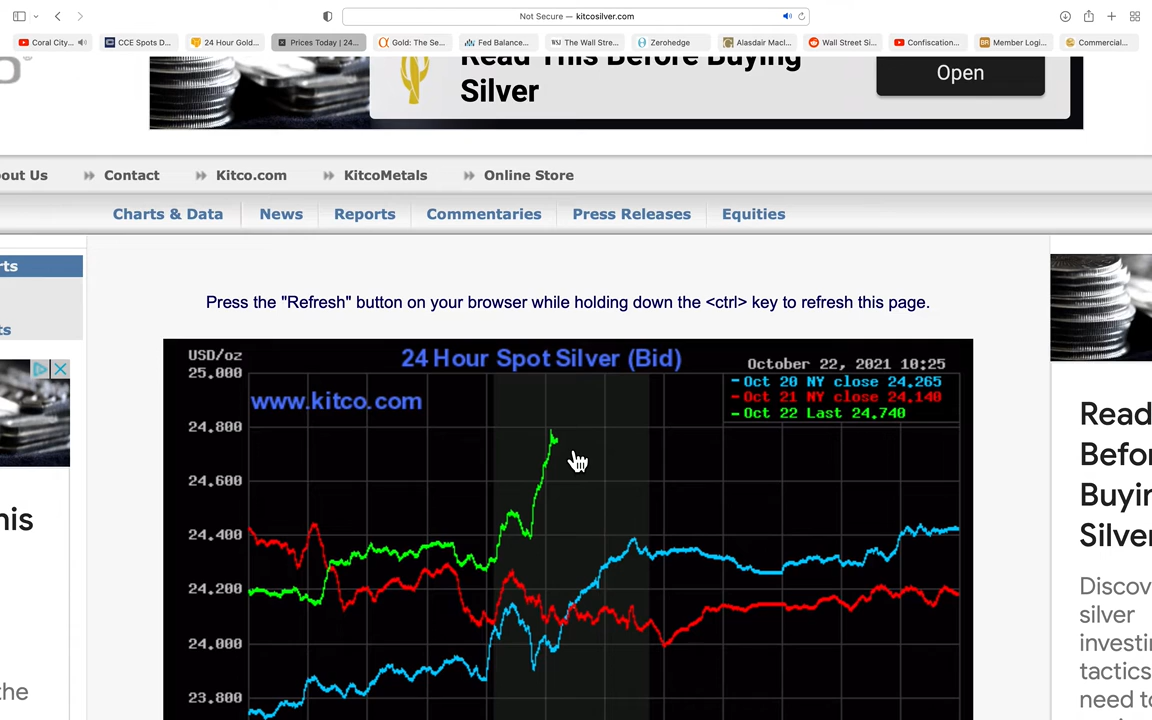 Not Secure — kitcosilver.com
Coral City...
CCE Spots D...
24 Hour Gold...
Prices Today | 24...
Gold: The Se...
Fed Balance...
WSJ The Wall Stre...
Zerohedge
Alasdair Macl...
Wall Street Si...
Confiscation...
BR Member Logi...
Commercial...
Read This Before Buying
Silver
Open
out Us
Contact
Kitco.com
KitcoMetals
Online Store
Charts & Data
News
Reports
Commentaries
Press Releases
Equities
rts
ts
Press the "Refresh" button on your browser while holding down the <ctrl> key to refresh this page.
USD/oz
24 Hour Spot Silver (Bid)
October 22, 2021 10:25
www.kitco.com
Oct 20 NY close 24.265
Oct 21 NY close 24.140
Oct 22 Last 24.740
25.000
24.800
24.600
24.400
24.200
24.000
23.800
his
the
Read
Befor
Buyin
Silver
Discov
silver
investi
tactics
need to